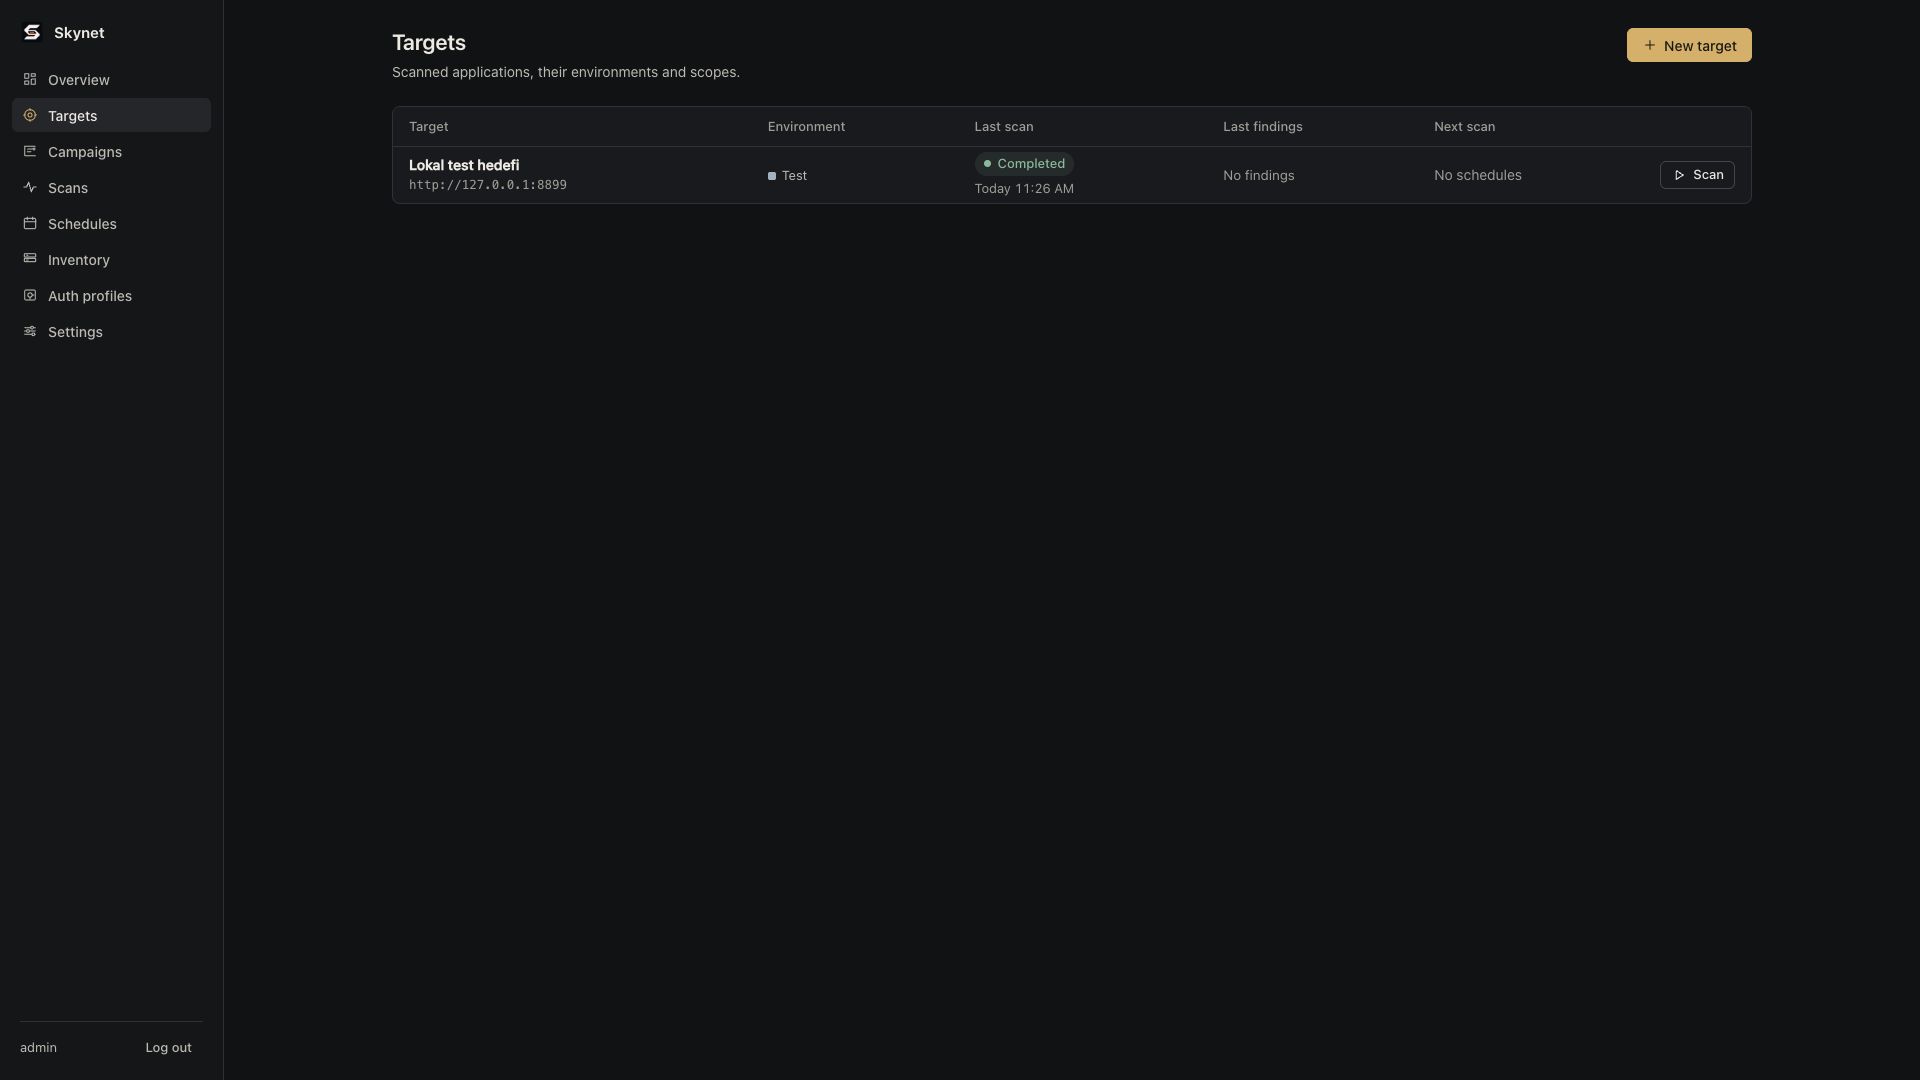 Skynet
Overview
Targets
Campaigns
Scans
Schedules
Inventory
Auth profiles
Settings
admin
Log out
Targets
Scanned applications, their environments and scopes.
New target
Target Environment Last scan Last findings Next scan
Lokal test hedefi
http://127.0.0.1:8899
Test
Completed
Today 11:26 AM
No findings
No schedules
Scan